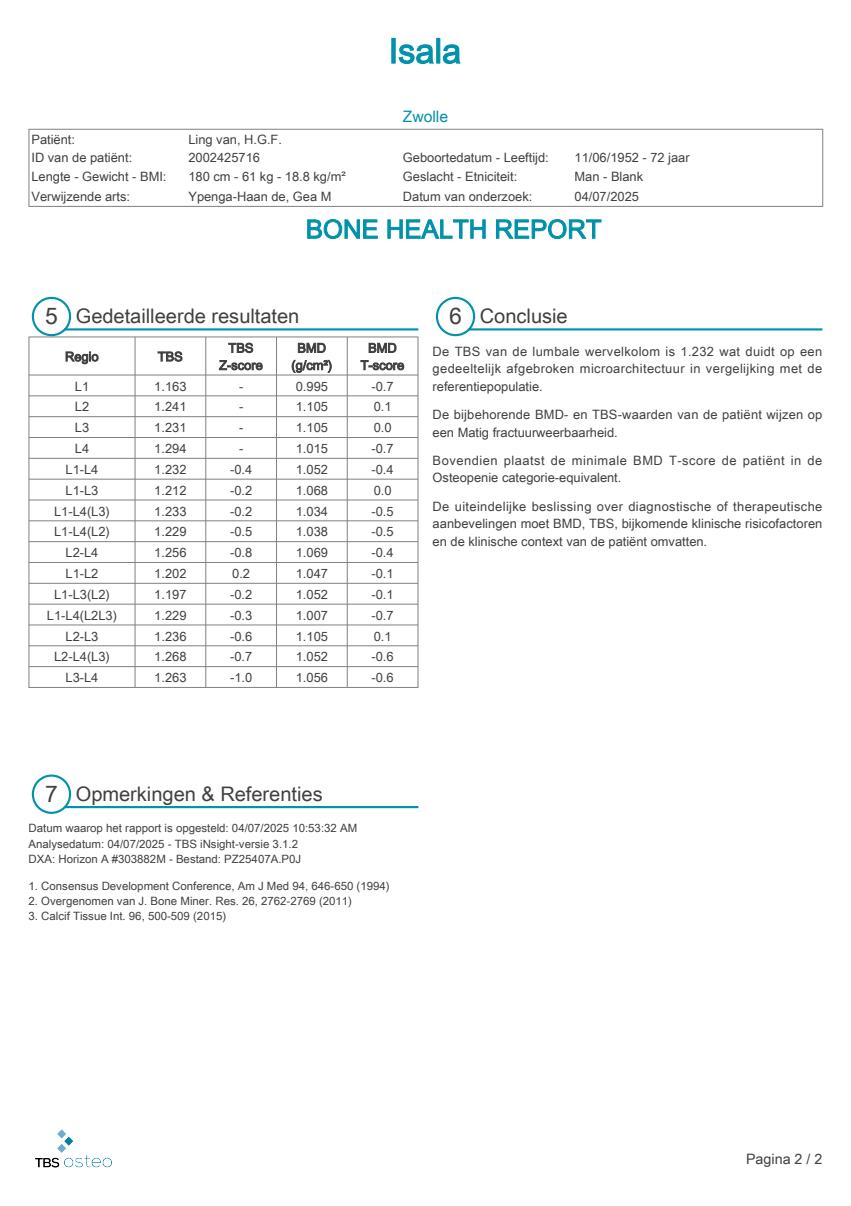 Isala
Zwolle
Patiënt: Ling van, H.G.F.
ID van de patiënt: 2002425716 Geboortedatum - Leeftijd: 11/06/1952 - 72 jaar
Lengte - Gewicht - BMI: 180 cm - 61 kg - 18.8 kg/m² Geslacht - Etniciteit: Man - Blank
Verwijzende arts: Ypenga-Haan de, Gea M Datum van onderzoek: 04/07/2025
BONE HEALTH REPORT
5 Gedetailleerde resultaten
Regio TBS TBS Z-score BMD (g/cm²) BMD T-score
L1 1.163 - 0.995 -0.7
L2 1.241 - 1.105 0.1
L3 1.231 - 1.105 0.0
L4 1.294 - 1.015 -0.7
L1-L4 1.232 -0.4 1.052 -0.4
L1-L3 1.212 -0.2 1.068 0.0
L1-L4(L3) 1.233 -0.2 1.034 -0.5
L1-L4(L2) 1.229 -0.5 1.038 -0.5
L2-L4 1.256 -0.8 1.069 -0.4
L1-L2 1.202 0.2 1.047 -0.1
L1-L3(L2) 1.197 -0.2 1.052 -0.1
L1-L4(L2L3) 1.229 -0.3 1.007 -0.7
L2-L3 1.236 -0.6 1.105 0.1
L2-L4(L3) 1.268 -0.7 1.052 -0.6
L3-L4 1.263 -1.0 1.056 -0.6
6 Conclusie
De TBS van de lumbale wervelkolom is 1.232 wat duidt op een
gedeeltelijk afgebroken microarchitectuur in vergelijking met de
referentiepopulatie.
De bijbehorende BMD- en TBS-waarden van de patiënt wijzen op
een Matig fractuurweerbaarheid.
Bovendien plaatst de minimale BMD T-score de patiënt in de
Osteopenie categorie-equivalent.
De uiteindelijke beslissing over diagnostische of therapeutische
aanbevelingen moet BMD, TBS, bijkomende klinische risicofactoren
en de klinische context van de patiënt omvatten.
7 Opmerkingen & Referenties
Datum waarop het rapport is opgesteld: 04/07/2025 10:53:32 AM
Analysedatum: 04/07/2025 - TBS iNsight-versie 3.1.2
DXA: Horizon A #303882M - Bestand: PZ25407A.P0J
1. Consensus Development Conference, Am J Med 94, 646-650 (1994)
2. Overgenomen van J. Bone Miner. Res. 26, 2762-2769 (2011)
3. Calcif Tissue Int. 96, 500-509 (2015)
TBS osteo
Pagina 2 / 2